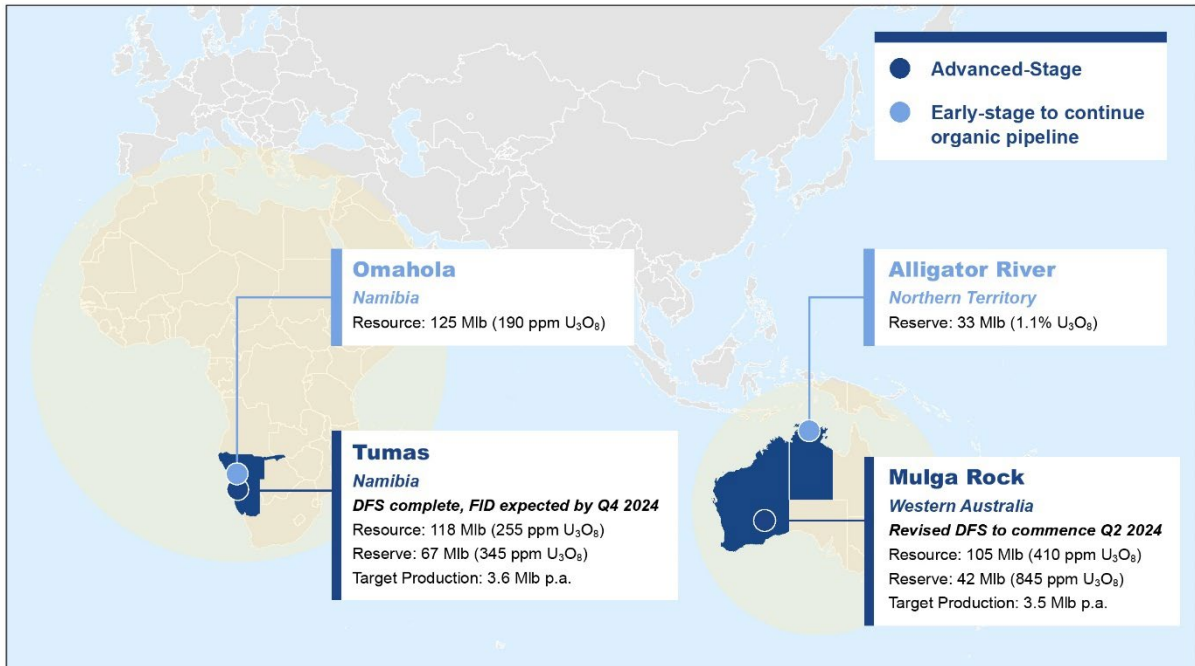 Advanced-Stage
Early-stage to continue
organic pipeline
Omahola
Namibia
Resource: 125 Mlb (190 ppm U₃O₈)
Alligator River
Northern Territory
Reserve: 33 Mlb (1.1% U₃O₈)
Tumas
Namibia
DFS complete, FID expected by Q4 2024
Resource: 118 Mlb (255 ppm U₃O₈)
Reserve: 67 Mlb (345 ppm U₃O₈)
Target Production: 3.6 Mlb p.a.
Mulga Rock
Western Australia
Revised DFS to commence Q2 2024
Resource: 105 Mlb (410 ppm U₃O₈)
Reserve: 42 Mlb (845 ppm U₃O₈)
Target Production: 3.5 Mlb p.a.